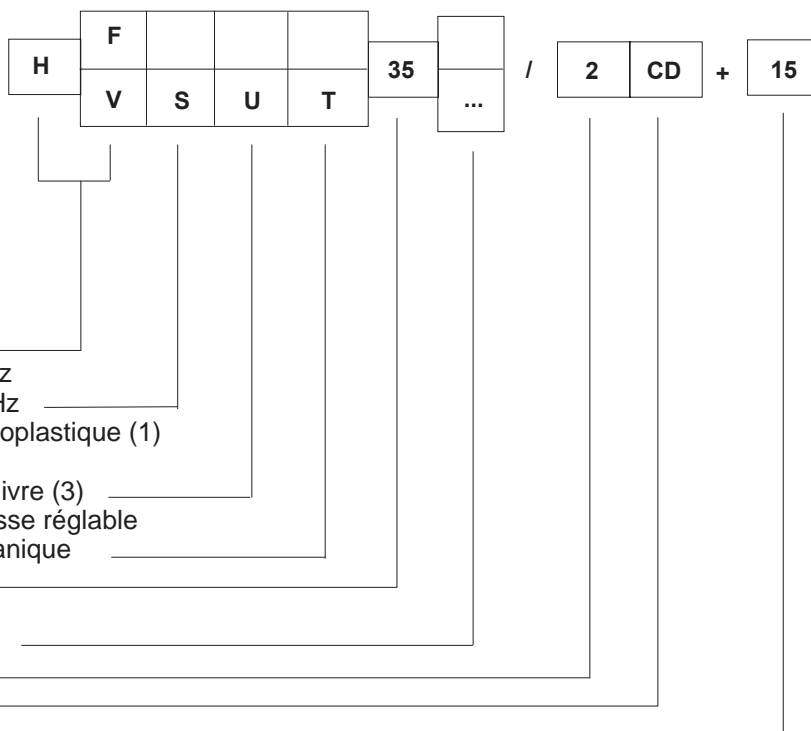 F
H 35 / 2 CD + 15
V S U T ...
z
Hz
oplastique (1)
ivre (3)
sse réglable
anique